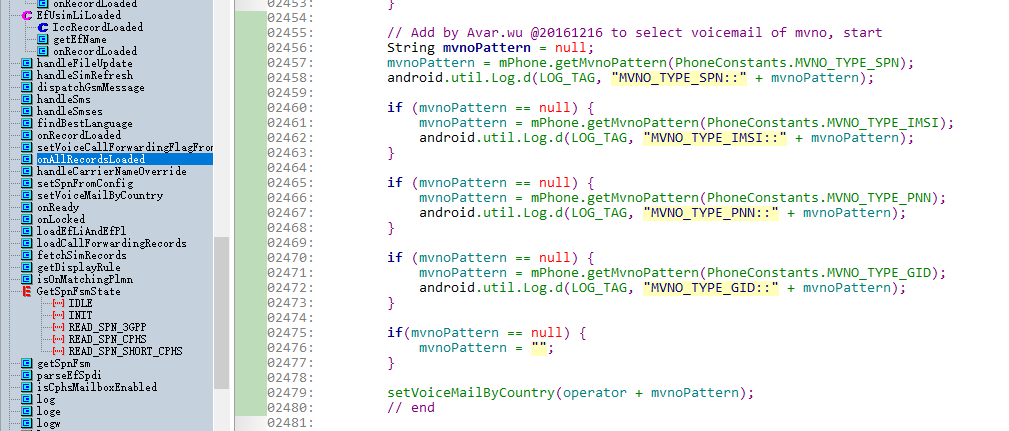 onRecordLoaded
EfUsimLiLoaded
IccRecordLoaded
getEfName
onRecordLoaded
handleFileUpdate
handleSimRefresh
dispatchGsmMessage
handleSms
handleSmses
findBestLanguage
onRecordLoaded
setVoiceCallForwardingFlagFro
onAllRecordsLoaded
handleCarrierNameOverride
setSpnFromConfig
setVoiceMailByCountry
onReady
onLocked
loadEfLiAndEfPl
loadCallForwardingRecords
fetchSimRecords
getDisplayRule
isOnMatchingPlmn
GetSpnFsmState
IDLE
INIT
READ_SPN_3GPP
READ_SPN_CPHS
READ_SPN_SHORT_CPHS
getSpnFsm
parseEfSpdi
isCphsMailboxEnabled
log
loge
logw
02453: }
02454:
02455: // Add by Avar.wu @20161216 to select voicemail of mvno, start
02456: String mvnoPattern = null;
02457: mvnoPattern = mPhone.getMvnoPattern(PhoneConstants.MVNO_TYPE_SPN);
02458: android.util.Log.d(LOG_TAG, "MVNO_TYPE_SPN::" + mvnoPattern);
02459:
02460: if (mvnoPattern == null) {
02461: mvnoPattern = mPhone.getMvnoPattern(PhoneConstants.MVNO_TYPE_IMSI);
02462: android.util.Log.d(LOG_TAG, "MVNO_TYPE_IMSI::" + mvnoPattern);
02463: }
02464:
02465: if (mvnoPattern == null) {
02466: mvnoPattern = mPhone.getMvnoPattern(PhoneConstants.MVNO_TYPE_PNN);
02467: android.util.Log.d(LOG_TAG, "MVNO_TYPE_PNN::" + mvnoPattern);
02468: }
02469:
02470: if (mvnoPattern == null) {
02471: mvnoPattern = mPhone.getMvnoPattern(PhoneConstants.MVNO_TYPE_GID);
02472: android.util.Log.d(LOG_TAG, "MVNO_TYPE_GID::" + mvnoPattern);
02473: }
02474:
02475: if(mvnoPattern == null) {
02476: mvnoPattern = "";
02477: }
02478:
02479: setVoiceMailByCountry(operator + mvnoPattern);
02480: // end
02481: